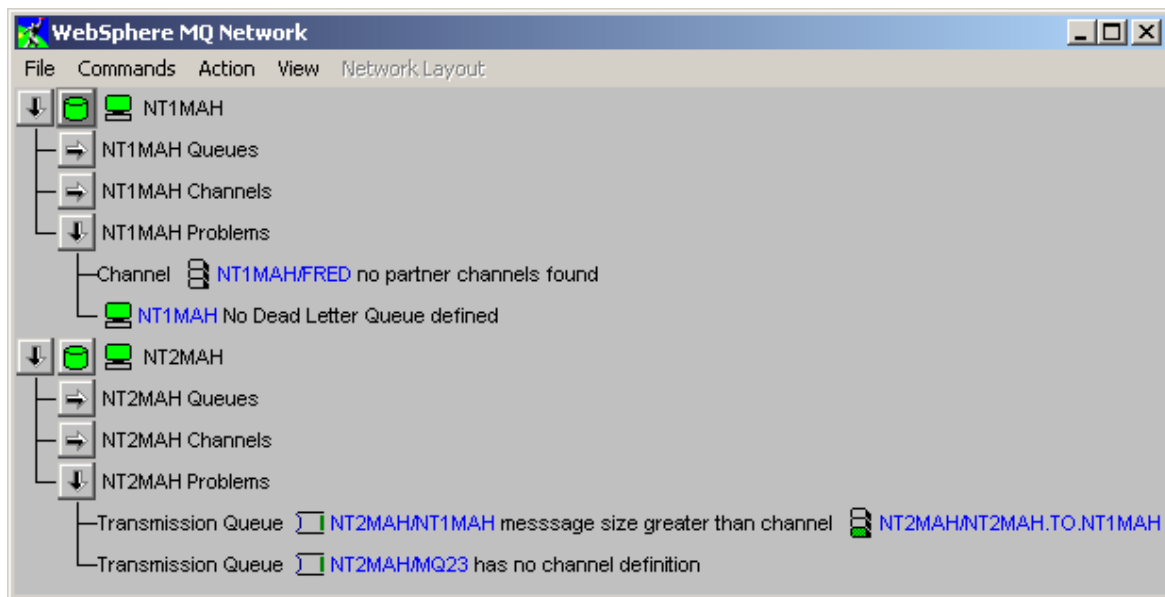 WebSphere MQ Network
File Commands Action View Network Layout
NT1MAH
NT1MAH Queues
NT1MAH Channels
NT1MAH Problems
Channel NT1MAH/FRED no partner channels found
NT1MAH No Dead Letter Queue defined
NT2MAH
NT2MAH Queues
NT2MAH Channels
NT2MAH Problems
Transmission Queue NT2MAH/NT1MAH messsage size greater than channel NT2MAH/NT2MAH.TO.NT1MAH
Transmission Queue NT2MAH/MQ23 has no channel definition